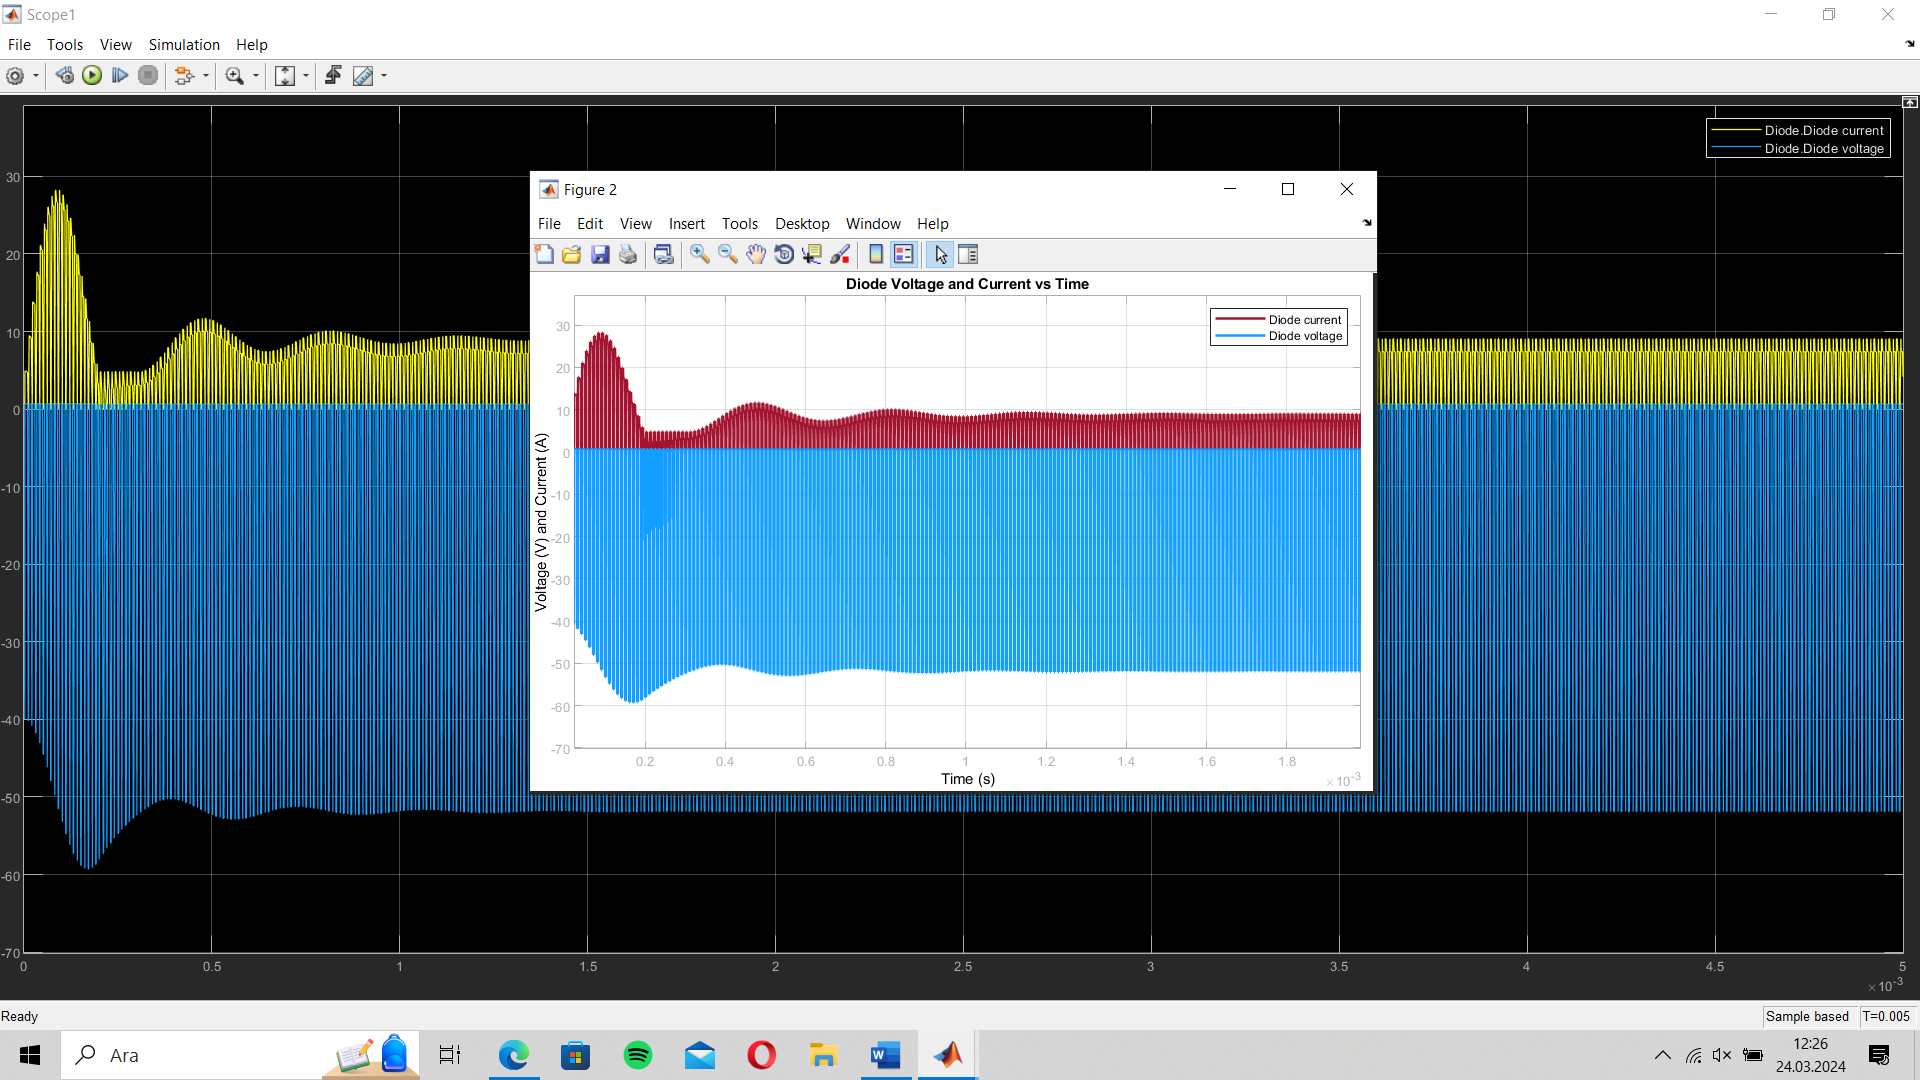 Scope1
File Tools View Simulation Help
Diode.Diode current
Diode.Diode voltage
30
20
10
0
-10
-20
-30
-40
-50
-60
-70
0 0.5 1 1.5 2 2.5 3 3.5 4 4.5 5
×10-3
Figure 2
File Edit View Insert Tools Desktop Window Help
Diode Voltage and Current vs Time
Diode current
Diode voltage
Voltage (V) and Current (A)
30
20
10
0
-10
-20
-30
-40
-50
-60
-70
0.2 0.4 0.6 0.8 1 1.2 1.4 1.6 1.8
Time (s)
×10-3
Ready
Sample based T=0.005
Ara
W
12:26
24.03.2024